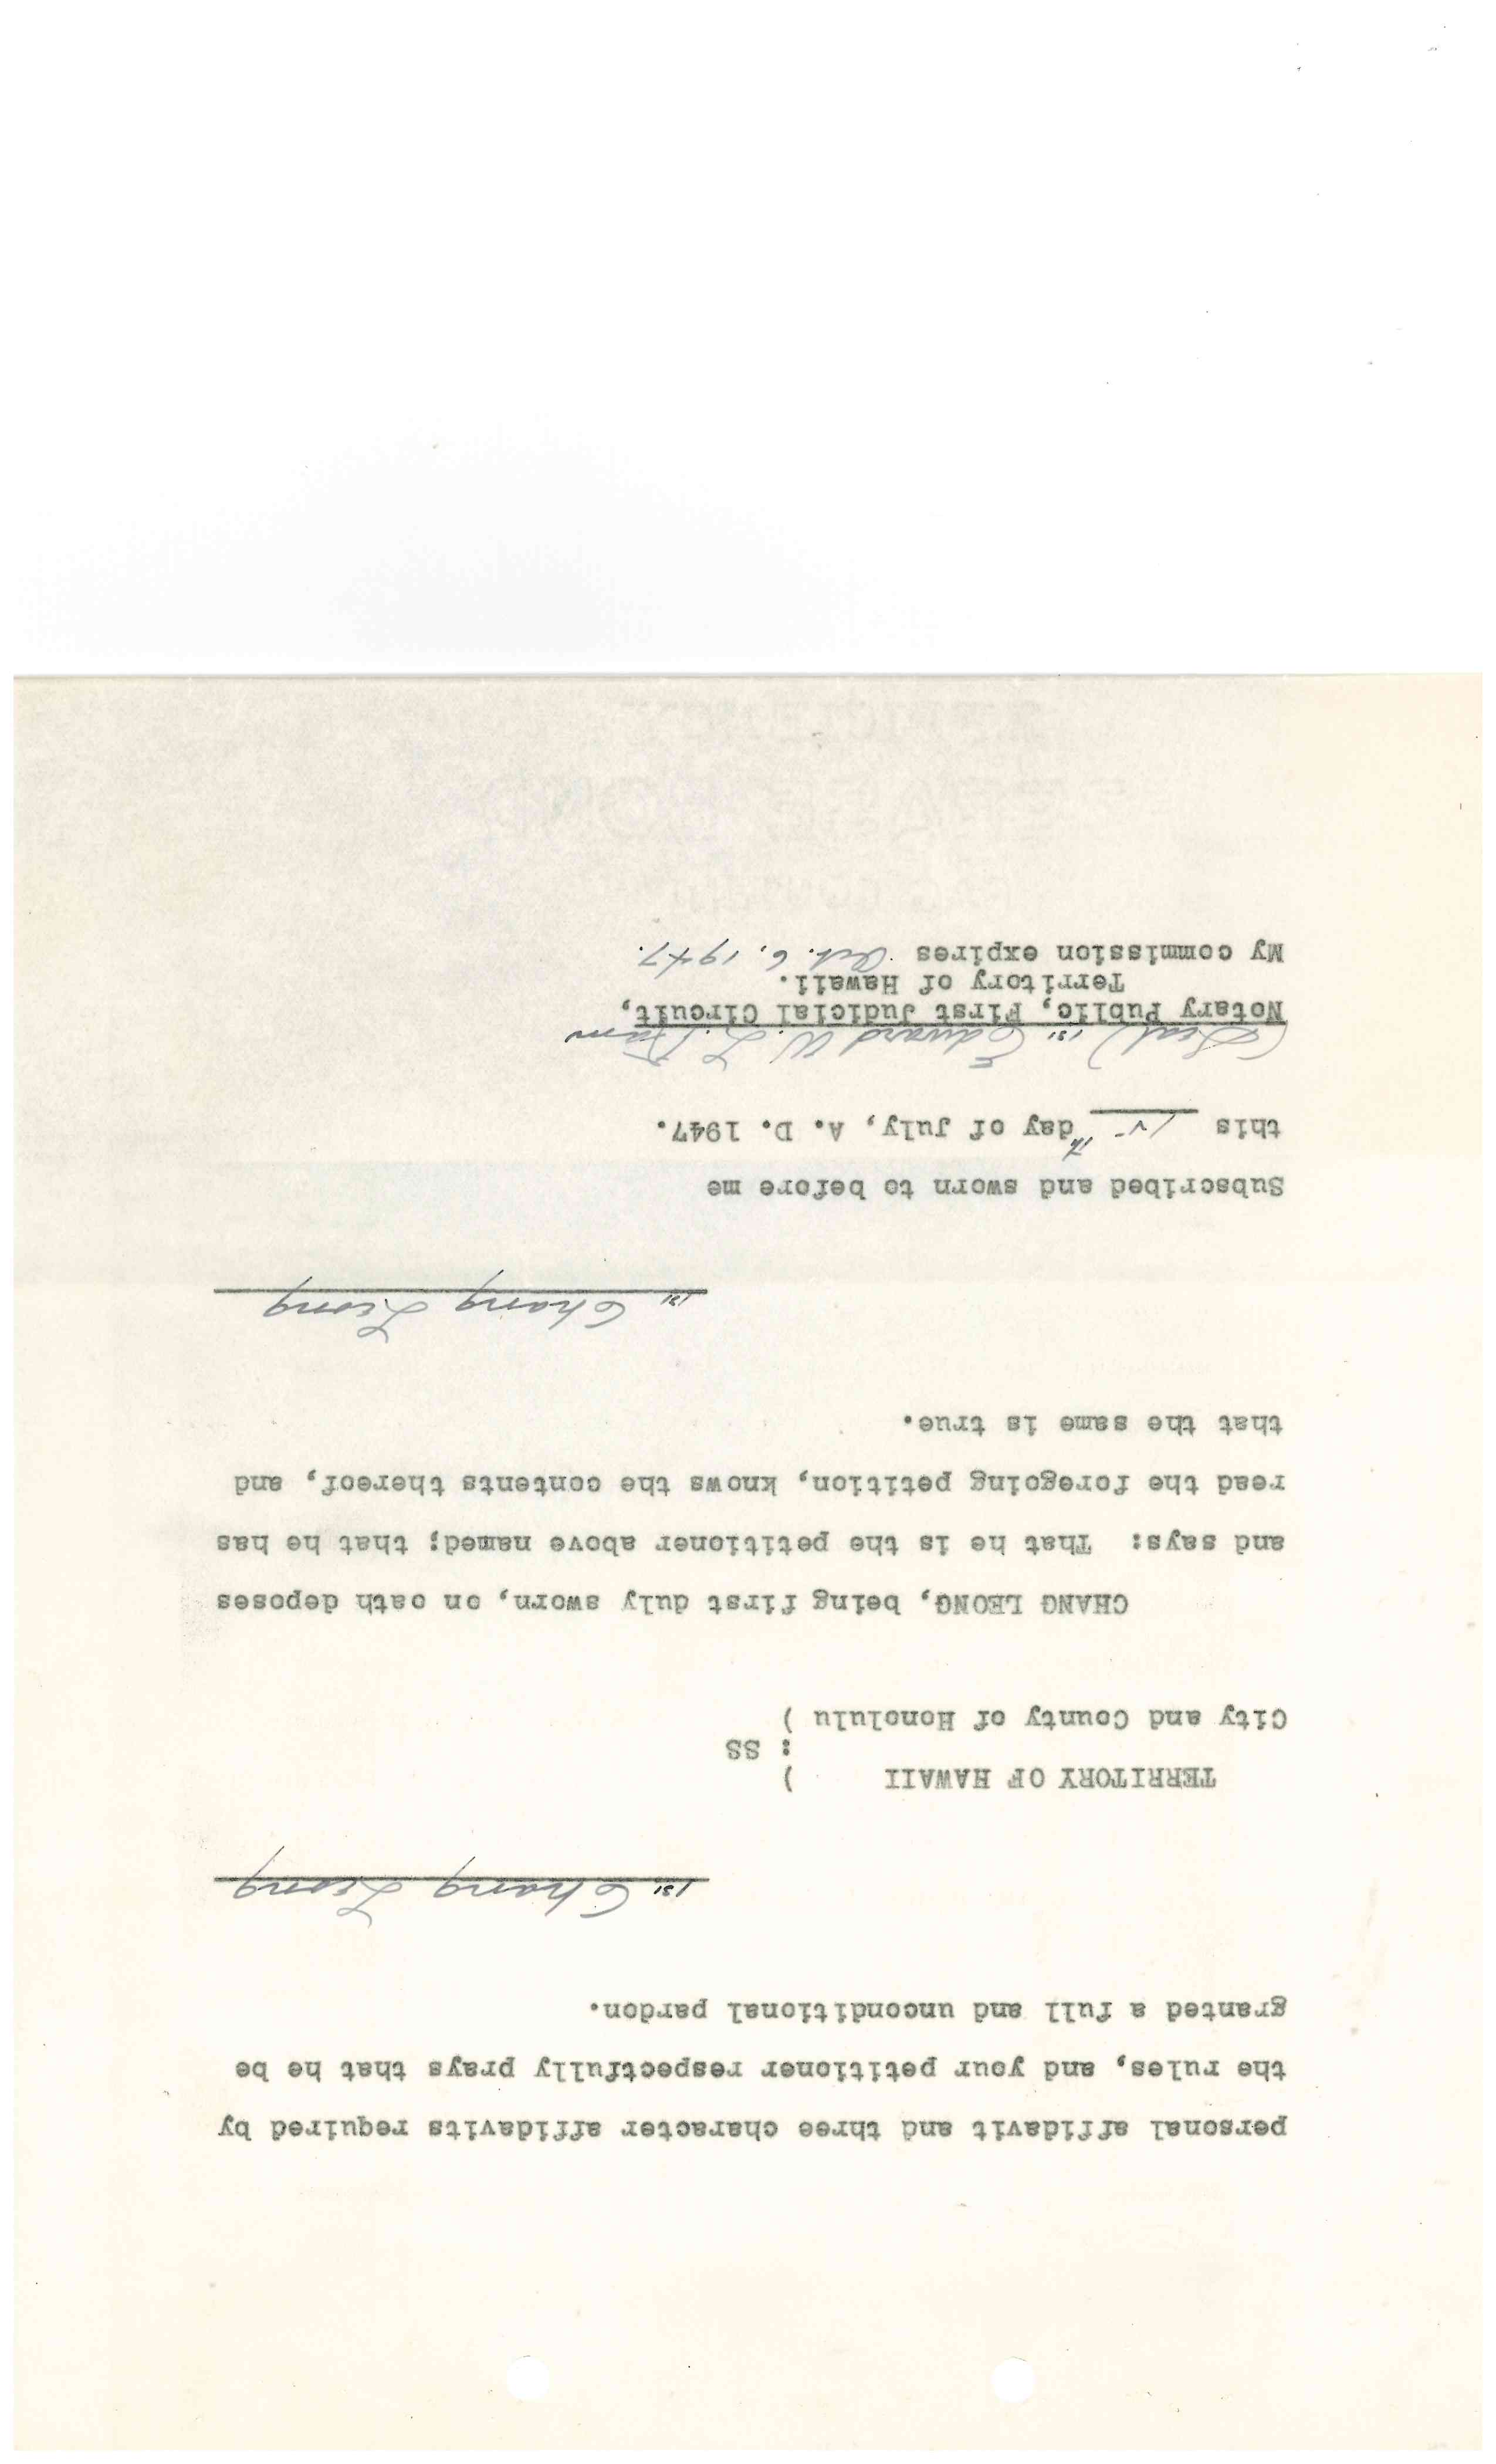 personal affidavit and three character affidavits required by
the rules, and your petitioner respectfully prays that he be
granted a full and unconditional pardon.
/s/ Chang Leong
TERRITORY OF HAWAII )
: SS
City and County of Honolulu )
CHANG LEONG, being first duly sworn, on oath deposes
and says: That he is the petitioner above named; that he has
read the foregoing petition, knows the contents thereof, and
that the same is true.
/s/ Chang Leong
Subscribed and sworn to before me
this 15th day of July, A. D. 1947.
(Seal) /s/ Edward W. L.
Notary Public, First Judicial Circuit,
Territory of Hawaii.
My commission expires Oct. 6, 1947.